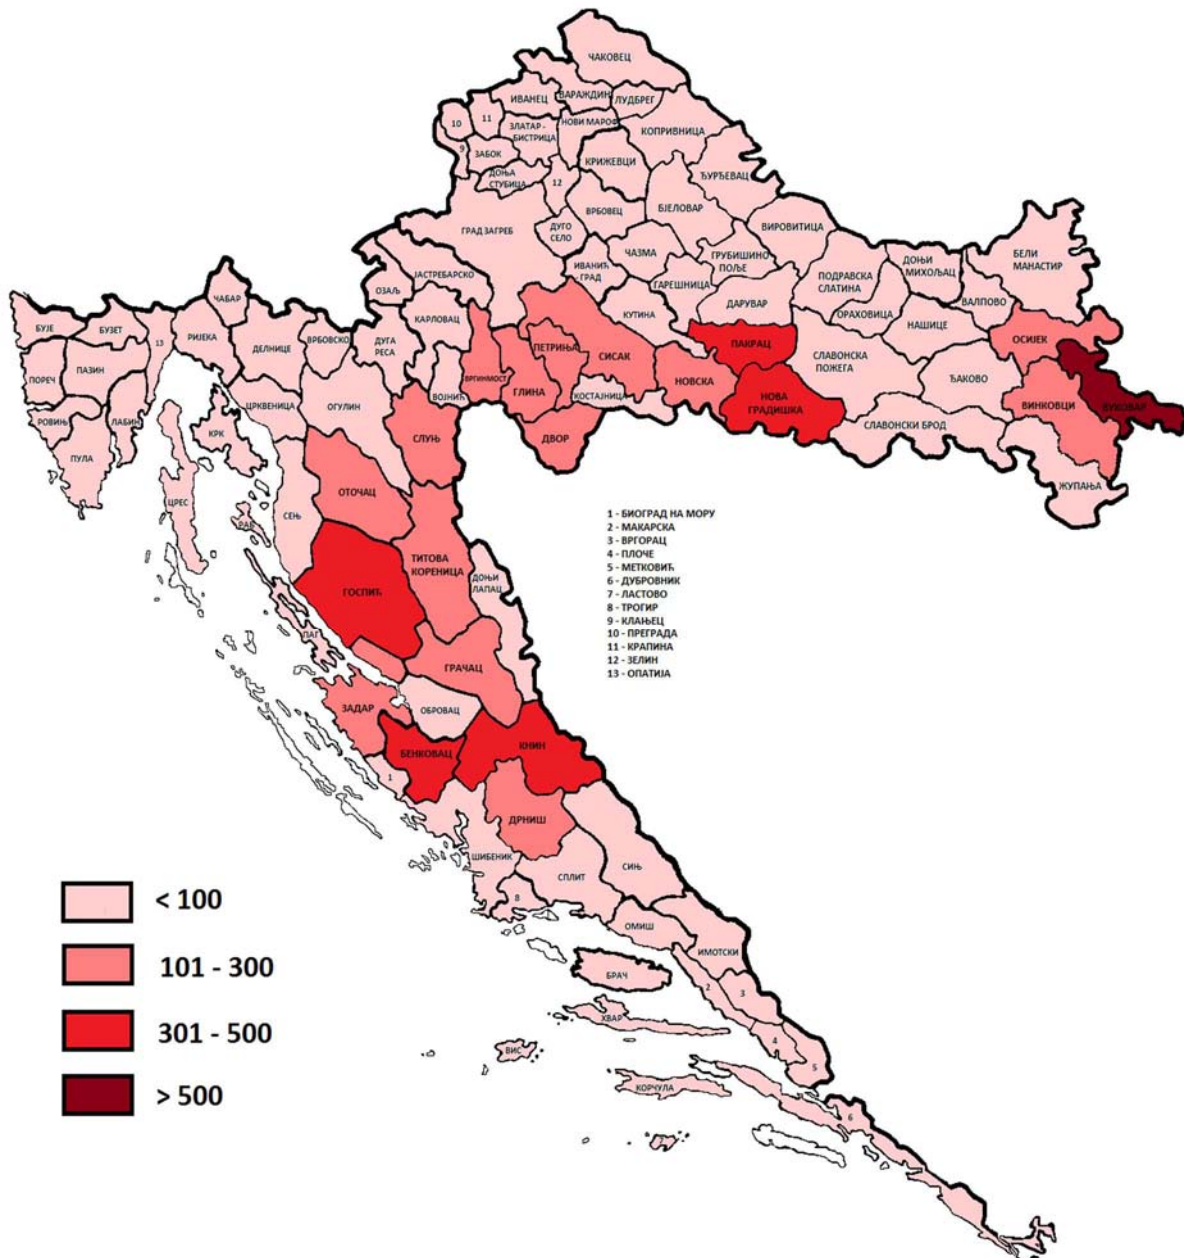 ЧАКОВЕЦ
ИВАНЕЦ
ВАРАЖДИН
ЛУДБРЕГ
10
11
ЗЛАТАР -
БИСТРИЦА
НОВИ МАРОФ
КОПРИВНИЦА
9
ЗАБОК
КРИЖЕВЦИ
ДОЊА
СТУБИЦА
12
ЂУРЂЕВАЦ
ВРБОВЕЦ
БЈЕЛОВАР
ГРАД ЗАГРЕБ
ДУГО
СЕЛО
ВИРОВИТИЦА
ЧАЗМА
ГРУБИШИНО
ПОЉЕ
БЕЛИ
МАНАСТИР
ДОЊИ
МИХОЉАЦ
ЈАСТРЕБАРСКО
ИВАНИЋ
- ГРАД
ПОДРАВСКА
СЛАТИНА
ОЗАЉ
ГАРЕШНИЦА
ЧАБАР
ДАРУВАР
ВАЛПОВО
ОРАХОВИЦА
БУЈЕ
БУЗЕТ
13
РИЈЕКА
КАРЛОВАЦ
КУТИНА
НАШИЦЕ
ДЕЛНИЦЕ
ВРБОВСКО
ДУГА
РЕСА
ПЕТРИЊА
СИСАК
ПАКРАЦ
ОСИЈЕК
СЛАВОНСКА
ПОЖЕГА
ПАЗИН
ПОРЕЧ
ВРГИНМОСТ
ГЛИНА
НОВСКА
ЂАКОВО
ВОЈНИЋ
КОСТАЈНИЦА
НОВА
ГРАДИШКА
ВИНКОВЦИ
ВУКОВАР
ЦРКВЕНИЦА
ОГУЛИН
РОВИЊ
ЛАБИН
КРК
СЛУЊ
ДВОР
СЛАВОНСКИ БРОД
ПУЛА
ЖУПАЊА
ОТОЧАЦ
ЦРЕС
СЕЊ
РАБ
1 - БИОГРАД НА МОРУ
2 - МАКАРСКА
3 - ВРГОРАЦ
4 - ПЛОЧЕ
5 - МЕТКОВИЋ
6 - ДУБРОВНИК
7 - ЛАСТОВО
8 - ТРОГИР
9 - КЛАЊЕЦ
10 - ПРЕГРАДА
11 - КРАПИНА
12 - ЗЕЛИН
13 - ОПАТИЈА
ТИТОВА
КОРЕНИЦА
ДОЊИ
ЛАПАЦ
ГОСПИЋ
ПАГ
ГРАЧАЦ
ЗАДАР
ОБРОВАЦ
БЕНКОВАЦ
КНИН
1
ДРНИШ
ШИБЕНИК
СИЊ
СПЛИТ
8
ОМИШ
ИМОТСКИ
БРАЧ
2
3
ХВАР
4
ВИС
5
КОРЧУЛА
6
7
< 100
101 - 300
301 - 500
> 500